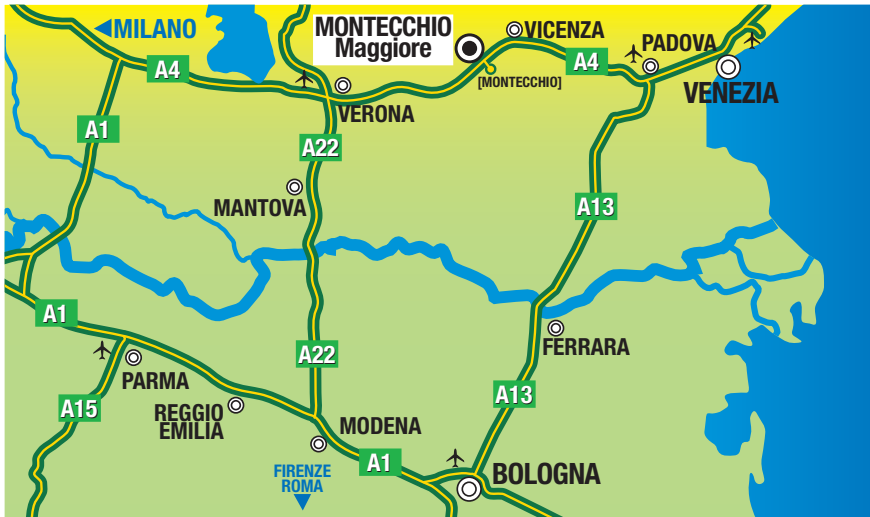 MILANO
MONTECCHIO
Maggiore
VICENZA
PADOVA
A4
A4
[MONTECCHIO]
VENEZIA
VERONA
A1
A22
MANTOVA
A13
A1
FERRARA
A22
PARMA
A13
A15
REGGIO
EMILIA
MODENA
A1
FIRENZE
ROMA
BOLOGNA